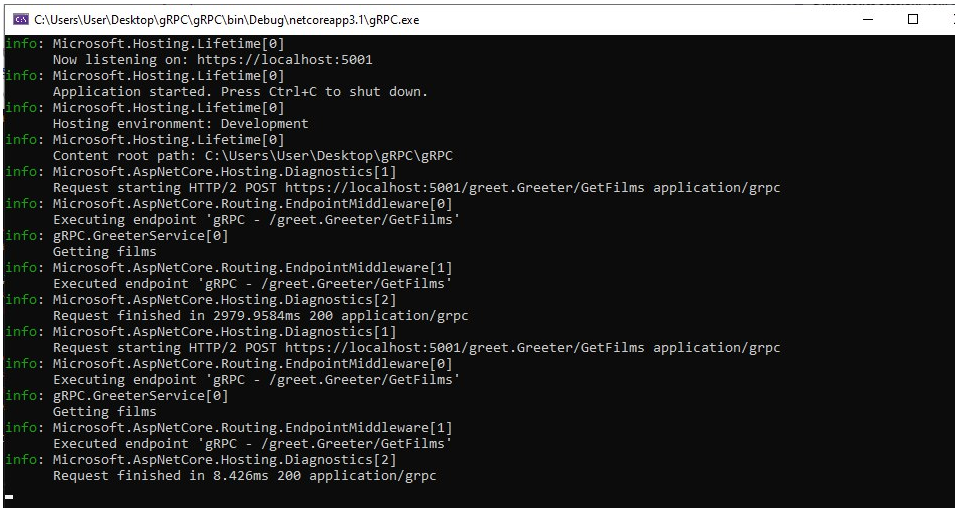 C:\Users\User\Desktop\gRPC\gRPC\bin\Debug\netcoreapp3.1\gRPC.exe
info: Microsoft.Hosting.Lifetime[0]
Now listening on: https://localhost:5001
info: Microsoft.Hosting.Lifetime[0]
Application started. Press Ctrl+C to shut down.
info: Microsoft.Hosting.Lifetime[0]
Hosting environment: Development
info: Microsoft.Hosting.Lifetime[0]
Content root path: C:\Users\User\Desktop\gRPC\gRPC
info: Microsoft.AspNetCore.Hosting.Diagnostics[1]
Request starting HTTP/2 POST https://localhost:5001/greet.Greeter/GetFilms application/grpc
info: Microsoft.AspNetCore.Routing.EndpointMiddleware[0]
Executing endpoint 'gRPC - /greet.Greeter/GetFilms'
info: gRPC.GreeterService[0]
Getting films
info: Microsoft.AspNetCore.Routing.EndpointMiddleware[1]
Executed endpoint 'gRPC - /greet.Greeter/GetFilms'
info: Microsoft.AspNetCore.Hosting.Diagnostics[2]
Request finished in 2979.9584ms 200 application/grpc
info: Microsoft.AspNetCore.Hosting.Diagnostics[1]
Request starting HTTP/2 POST https://localhost:5001/greet.Greeter/GetFilms application/grpc
info: Microsoft.AspNetCore.Routing.EndpointMiddleware[0]
Executing endpoint 'gRPC - /greet.Greeter/GetFilms'
info: gRPC.GreeterService[0]
Getting films
info: Microsoft.AspNetCore.Routing.EndpointMiddleware[1]
Executed endpoint 'gRPC - /greet.Greeter/GetFilms'
info: Microsoft.AspNetCore.Hosting.Diagnostics[2]
Request finished in 8.426ms 200 application/grpc